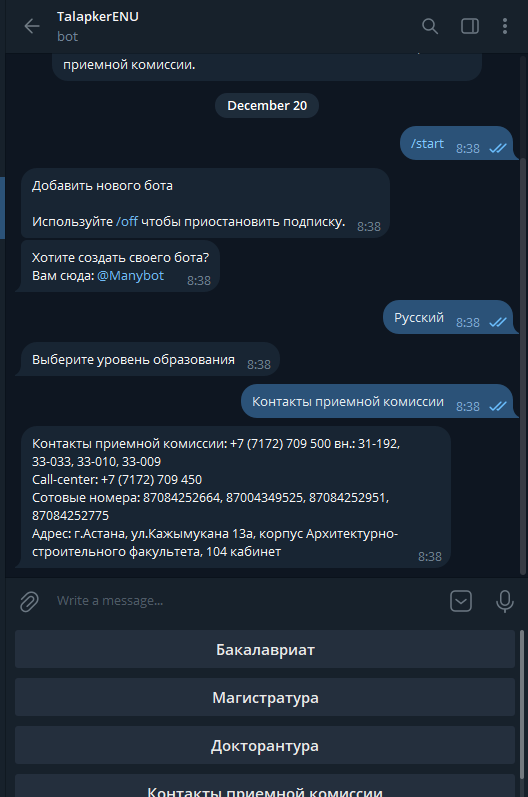 TalapkerENU
bot
приемной комиссии.
December 20
/start 8:38
Добавить нового бота
Используйте /off чтобы приостановить подписку. 8:38
Хотите создать своего бота?
Вам сюда: @Manybot 8:38
Русский 8:38
Выберите уровень образования 8:38
Контакты приемной комиссии 8:38
Контакты приемной комиссии: +7 (7172) 709 500 вн.: 31-192,
33-033, 33-010, 33-009
Call-center: +7 (7172) 709 450
Сотовые номера: 87084252664, 87004349525, 87084252951,
87084252775
Адрес: г.Астана, ул.Кажымукана 13а, корпус Архитектурно-
строительного факультета, 104 кабинет 8:38
Write a message...
Бакалавриат
Магистратура
Докторантура
Контакты приемной комиссии